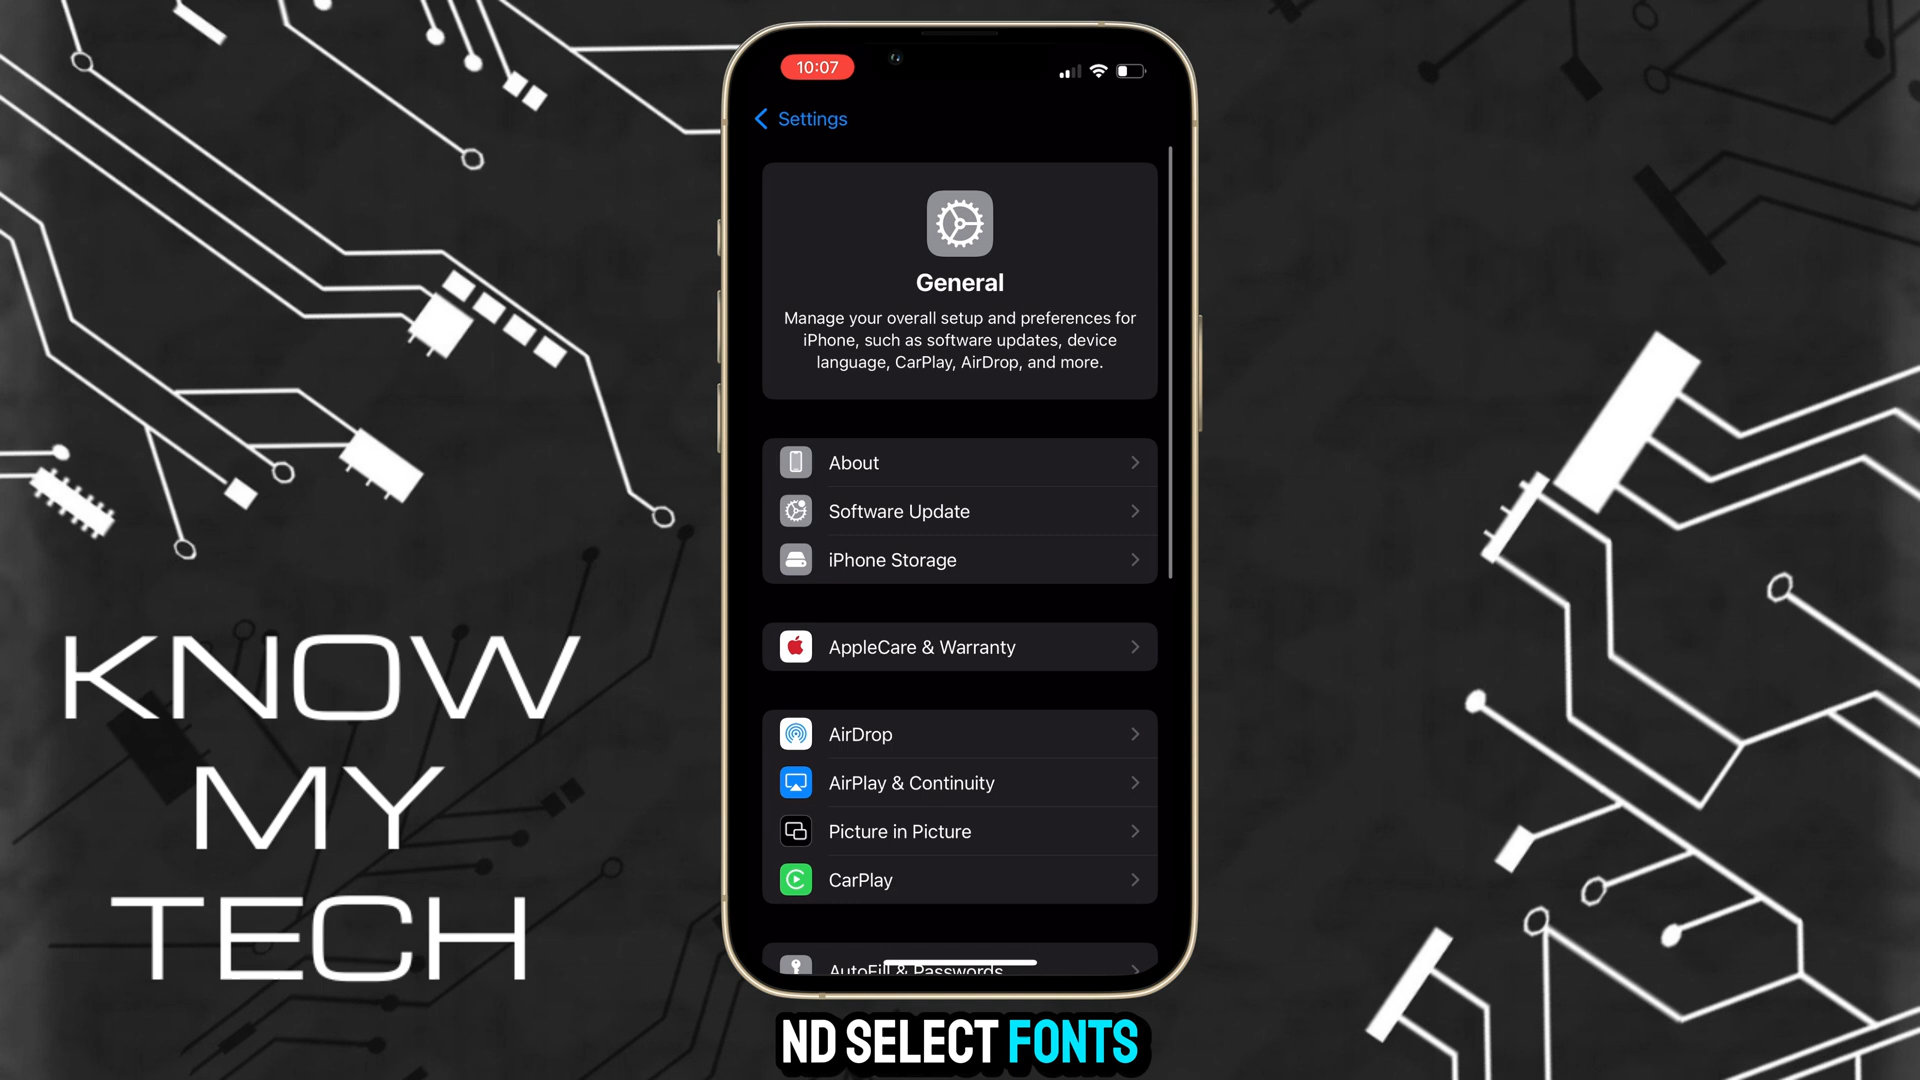 10:07
Settings
General
Manage your overall setup and preferences for
iPhone, such as software updates, device
language, CarPlay, AirDrop, and more.
About
Software Update
iPhone Storage
AppleCare & Warranty
AirDrop
AirPlay & Continuity
Picture in Picture
CarPlay
AutoFill & Passwords
KNOW
MY
TECH
ND SELECT FONTS